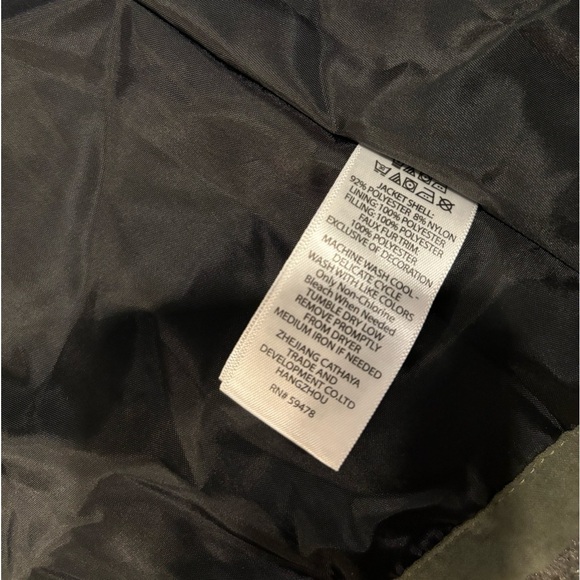 JACKET SHELL:
92% POLYESTER 8% NYLON
LINING:100% POLYESTER
FILLING: 100% POLYESTER
FAUX FUR TRIM:
100% POLYESTER
EXCLUSIVE OF DECORATION
MACHINE WASH COOL -
DELICATE CYCLE
WASH WITH LIKE COLORS
Only Non-Chlorine
Bleach When Needed
TUMBLE DRY LOW
REMOVE PROMPTLY
FROM DRYER
MEDIUM IRON IF NEEDED
ZHEJIANG CATHAYA
TRADE AND
DEVELOPMENT CO.LTD
HANGZHOU
RN# 59478